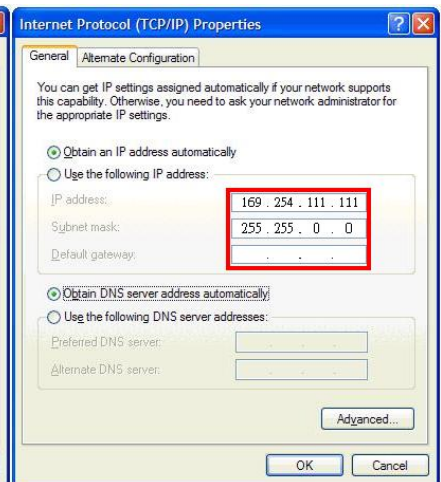 Internet Protocol (TCP/IP) Properties
General
Alternate Configuration
You can get IP settings assigned automatically if your network supports
this capability. Otherwise, you need to ask your network administrator for
the appropriate IP settings.
Obtain an IP address automatically
Use the following IP address:
IP address: 169 . 254 . 111 . 111
Subnet mask: 255 . 255 . 0 . 0
Default gateway: . . .
Obtain DNS server address automatically
Use the following DNS server addresses:
Preferred DNS server: . . .
Alternate DNS server: . . .
Advanced...
OK Cancel